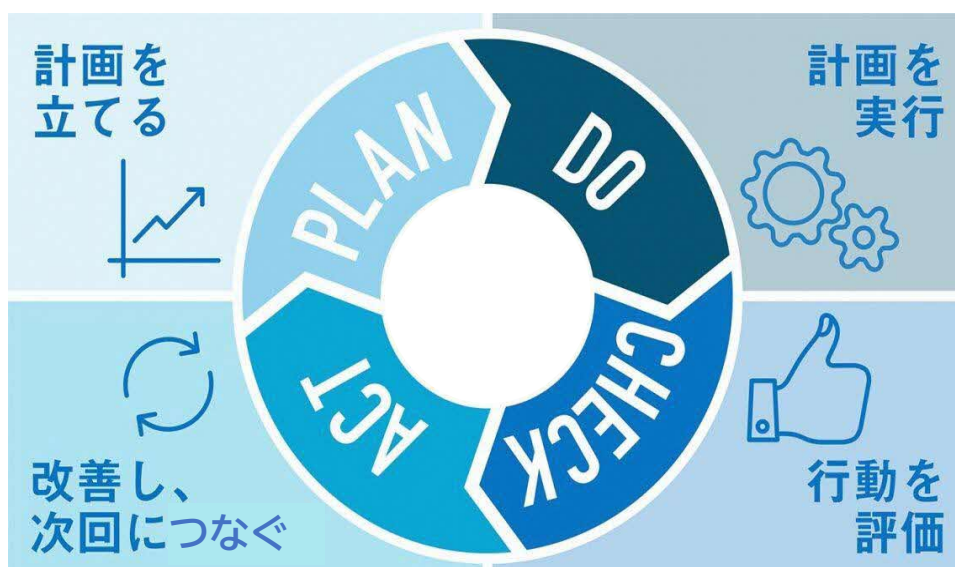 計画を
立てる
PLAN
DO
計画を
実行
CHECK
行動を
評価
ACT
改善し、
次回につなぐ